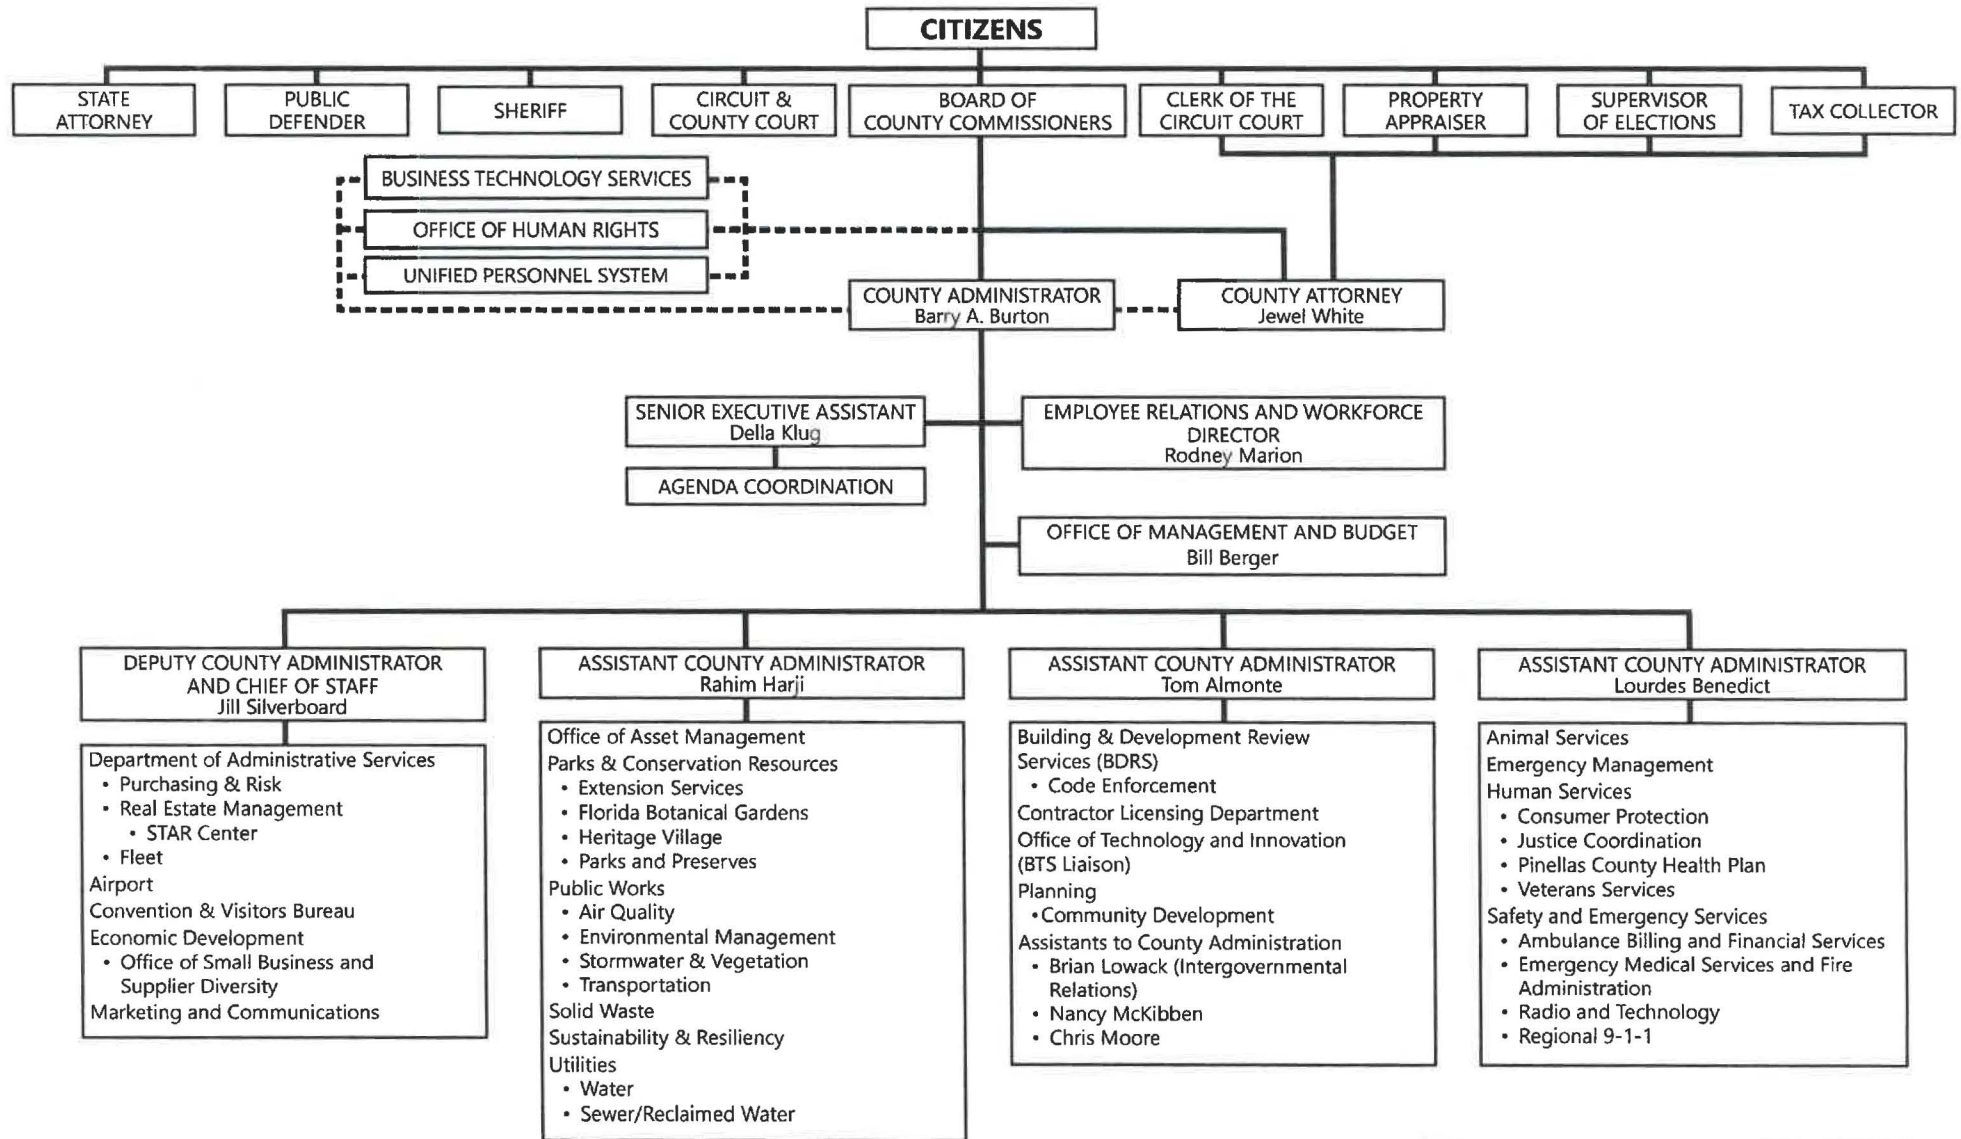 CITIZENS
STATE
ATTORNEY
PUBLIC
DEFENDER
SHERIFF
CIRCUIT &
COUNTY COURT
BOARD OF
COUNTY COMMISSIONERS
CLERK OF THE
CIRCUIT COURT
PROPERTY
APPRAISER
SUPERVISOR
OF ELECTIONS
TAX COLLECTOR
BUSINESS TECHNOLOGY SERVICES
OFFICE OF HUMAN RIGHTS
UNIFIED PERSONNEL SYSTEM
COUNTY ADMINISTRATOR
Barry A. Burton
COUNTY ATTORNEY
Jewel White
SENIOR EXECUTIVE ASSISTANT
Della Klug
AGENDA COORDINATION
EMPLOYEE RELATIONS AND WORKFORCE
DIRECTOR
Rodney Marion
OFFICE OF MANAGEMENT AND BUDGET
Bill Berger
DEPUTY COUNTY ADMINISTRATOR
AND CHIEF OF STAFF
Jill Silverboard
Department of Administrative Services
• Purchasing & Risk
• Real Estate Management
• STAR Center
• Fleet
Airport
Convention & Visitors Bureau
Economic Development
• Office of Small Business and
Supplier Diversity
Marketing and Communications
ASSISTANT COUNTY ADMINISTRATOR
Rahim Harji
Office of Asset Management
Parks & Conservation Resources
• Extension Services
• Florida Botanical Gardens
• Heritage Village
• Parks and Preserves
Public Works
• Air Quality
• Environmental Management
• Stormwater & Vegetation
• Transportation
Solid Waste
Sustainability & Resiliency
Utilities
• Water
• Sewer/Reclaimed Water
ASSISTANT COUNTY ADMINISTRATOR
Tom Almonte
Building & Development Review
Services (BDRS)
• Code Enforcement
Contractor Licensing Department
Office of Technology and Innovation
(BTS Liaison)
Planning
•Community Development
Assistants to County Administration
• Brian Lowack (Intergovernmental
Relations)
• Nancy McKibben
• Chris Moore
ASSISTANT COUNTY ADMINISTRATOR
Lourdes Benedict
Animal Services
Emergency Management
Human Services
• Consumer Protection
• Justice Coordination
• Pinellas County Health Plan
• Veterans Services
Safety and Emergency Services
• Ambulance Billing and Financial Services
• Emergency Medical Services and Fire
Administration
• Radio and Technology
• Regional 9-1-1